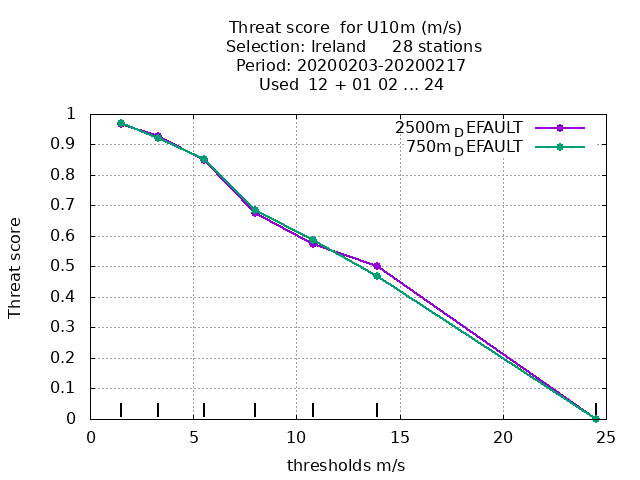 Threat score  for U10m (m/s)
Selection: Ireland     28 stations
Period: 20200203-20200217
Used  12 + 01 02 ... 24
2500m_DEFAULT
750m_DEFAULT
Threat score
1
0.9
0.8
0.7
0.6
0.5
0.4
0.3
0.2
0.1
0
0 5 10 15 20 25
thresholds m/s